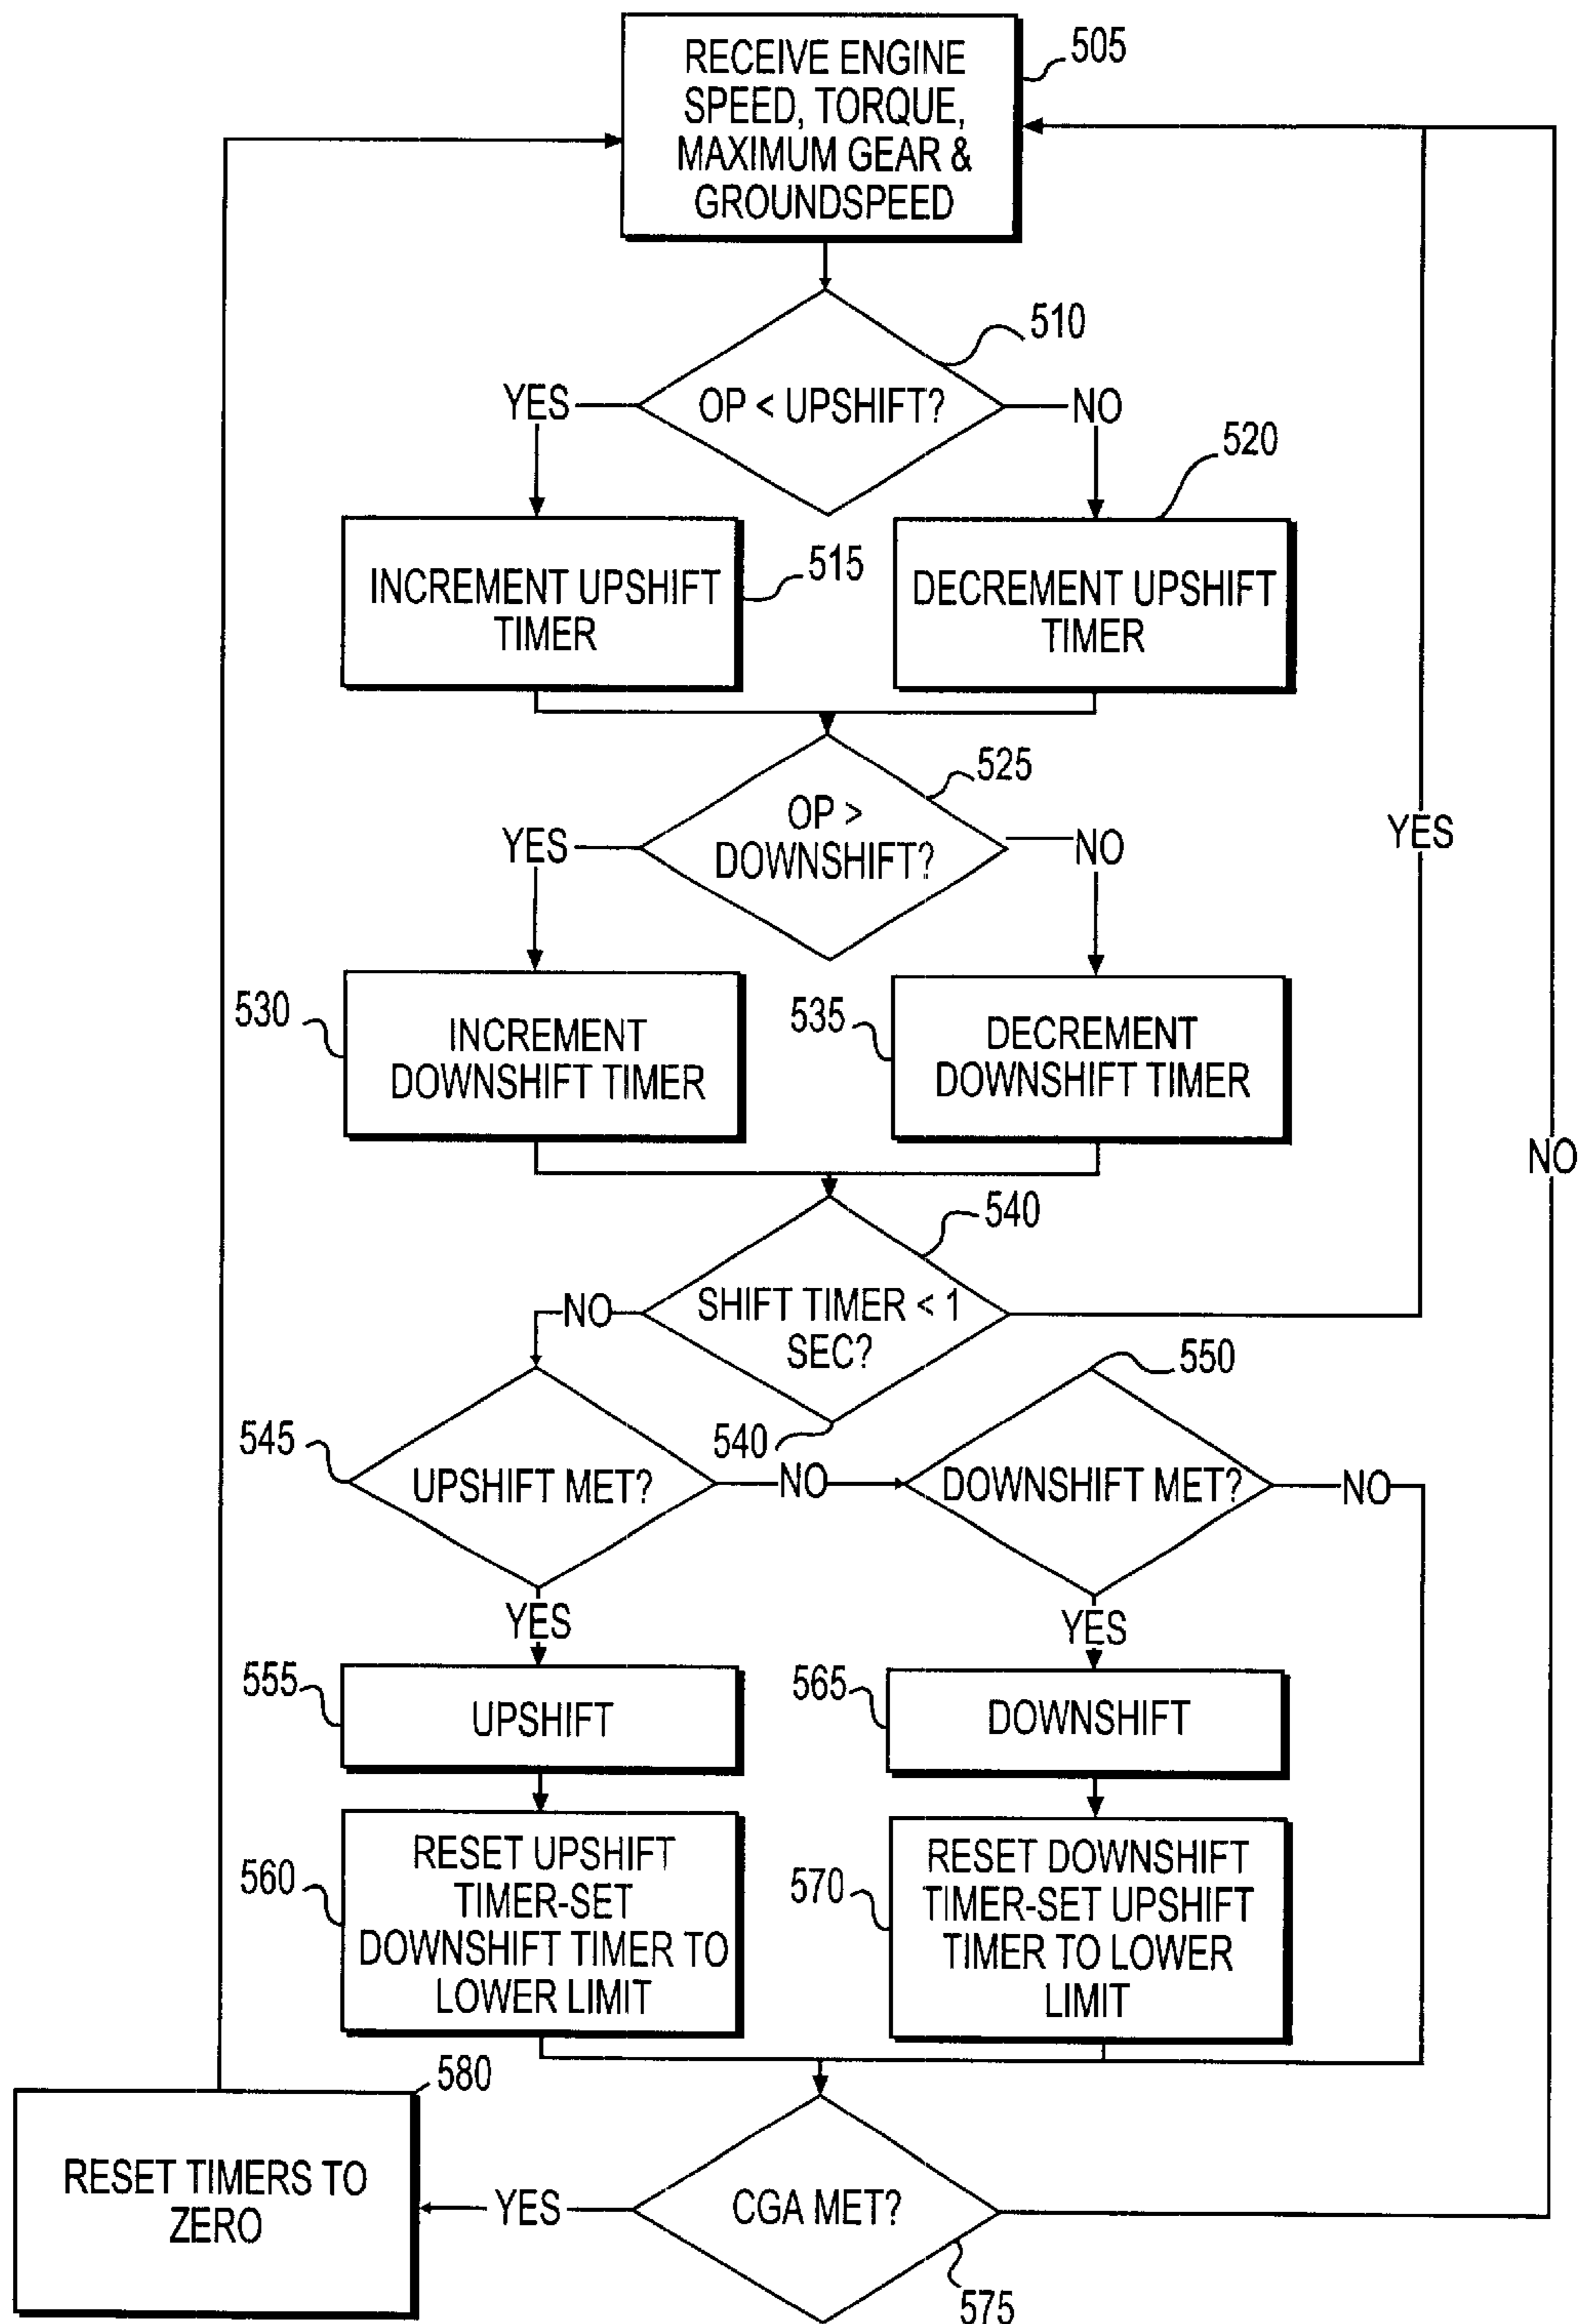 RECEIVE ENGINE
SPEED, TORQUE,
MAXIMUM GEAR &
GROUNDSPEED
505
510
OP < UPSHIFT?
YES
NO
520
INCREMENT UPSHIFT
TIMER
515
DECREMENT UPSHIFT
TIMER
525
OP >
DOWNSHIFT?
YES
NO
YES
530
INCREMENT
DOWNSHIFT TIMER
535
DECREMENT
DOWNSHIFT TIMER
NO
540
SHIFT TIMER < 1
SEC?
NO
540
550
545
UPSHIFT MET?
NO
DOWNSHIFT MET?
NO
YES
YES
555
UPSHIFT
565
DOWNSHIFT
560
RESET UPSHIFT
TIMER-SET
DOWNSHIFT TIMER TO
LOWER LIMIT
570
RESET DOWNSHIFT
TIMER-SET UPSHIFT
TIMER TO LOWER
LIMIT
580
RESET TIMERS TO
ZERO
YES
CGA MET?
575